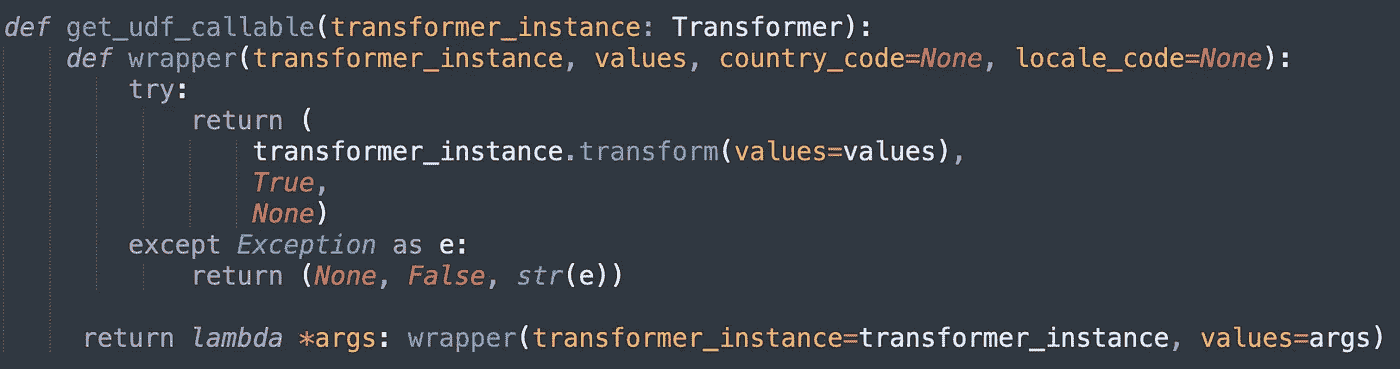 def get_udf_callable(transformer_instance: Transformer):
    def wrapper(transformer_instance, values, country_code=None, locale_code=None):
        try:
            return (
                transformer_instance.transform(values=values),
                True,
                None)
        except Exception as e:
            return (None, False, str(e))

     return lambda *args: wrapper(transformer_instance=transformer_instance, values=args)